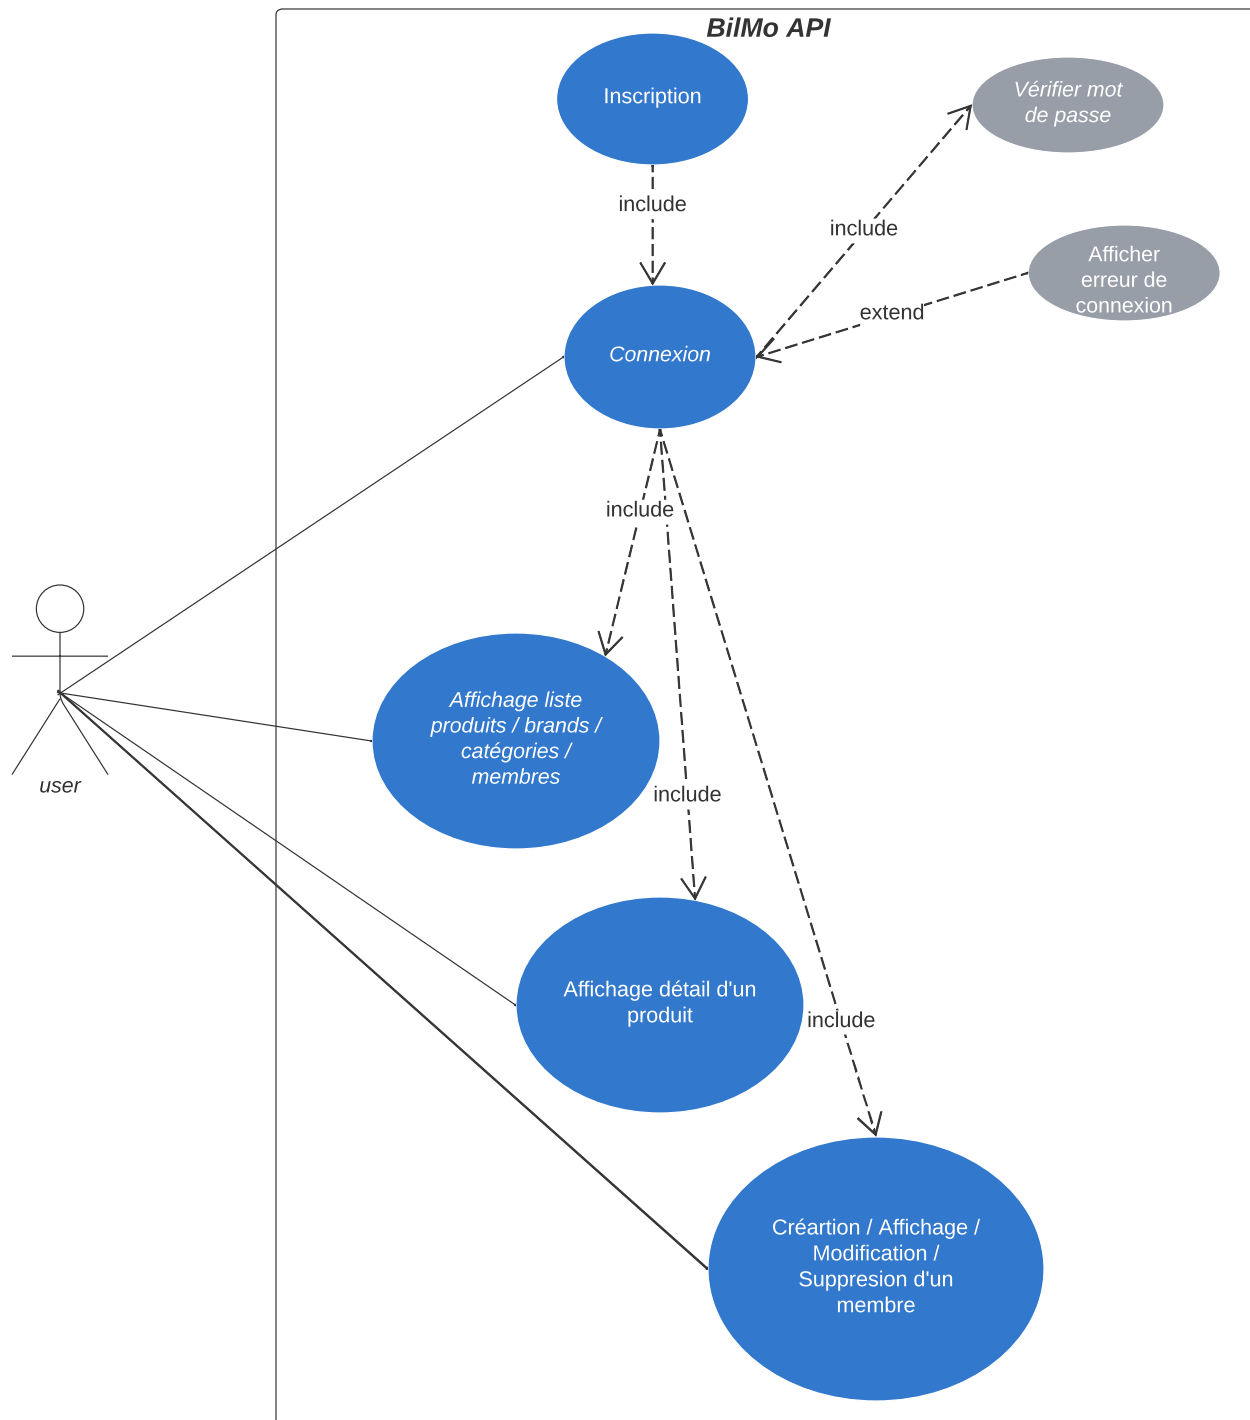 BilMo API
Inscription
Vérifier mot
de passe
include
include
Afficher
erreur de
connexion
extend
Connexion
include
Affichage liste
produits / brands /
catégories /
membres
user
include
Affichage détail d'un
produit
include
Créartion / Affichage /
Modification /
Suppresion d'un
membre